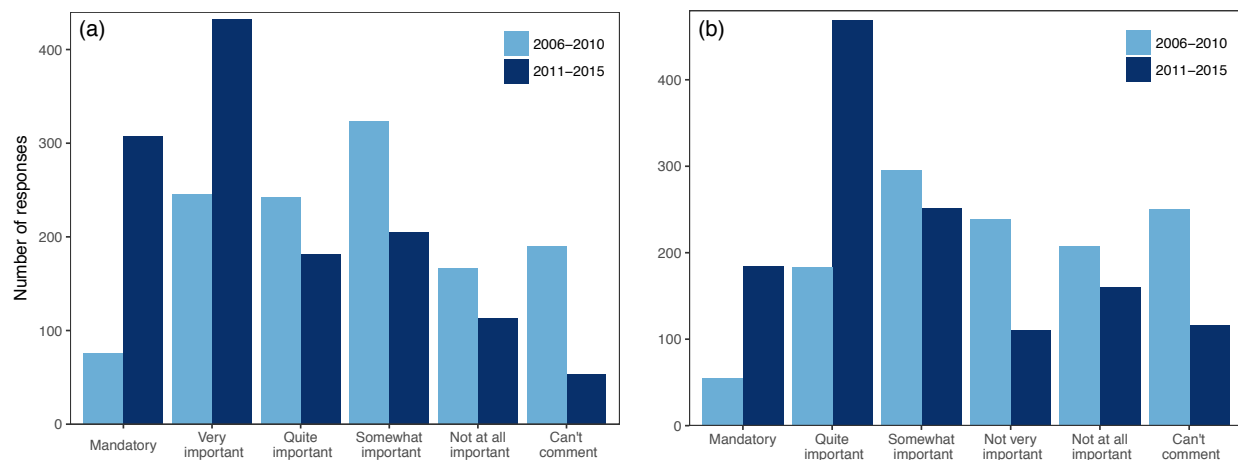 (a)
2006–2010
2011–2015
Number of responses
400
300
200
100
0
Mandatory
Very
important
Quite
important
Somewhat
important
Not at all
important
Can't
comment
(b)
2006–2010
2011–2015
400
300
200
100
0
Mandatory
Quite
important
Somewhat
important
Not very
important
Not at all
important
Can't
comment